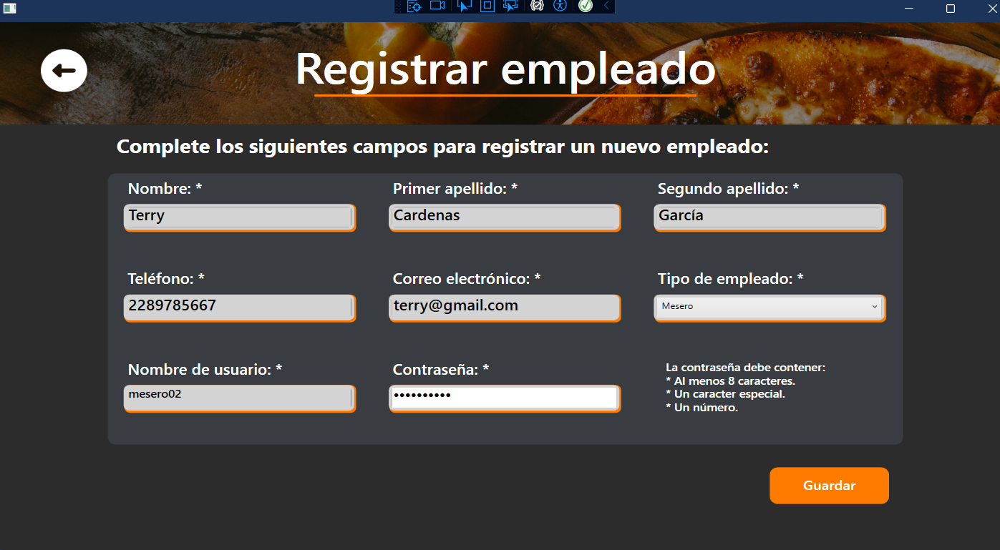 Registrar empleado
Complete los siguientes campos para registrar un nuevo empleado:
Nombre: * Primer apellido: * Segundo apellido: *
Terry Cardenas García
Teléfono: * Correo electrónico: * Tipo de empleado: *
2289785667 terry@gmail.com Mesero
Nombre de usuario: * Contraseña: *
mesero02 ••••••••••
La contraseña debe contener:
* Al menos 8 caracteres.
* Un caracter especial.
* Un número.
Guardar